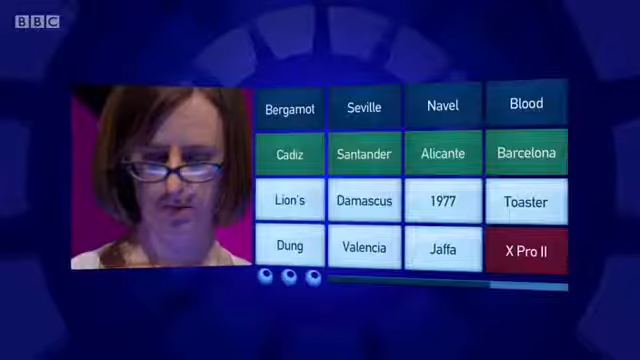 BBC
Bergamot Seville Navel Blood
Cadiz Santander Alicante Barcelona
Lion's Damascus 1977 Toaster
Dung Valencia Jaffa X Pro II